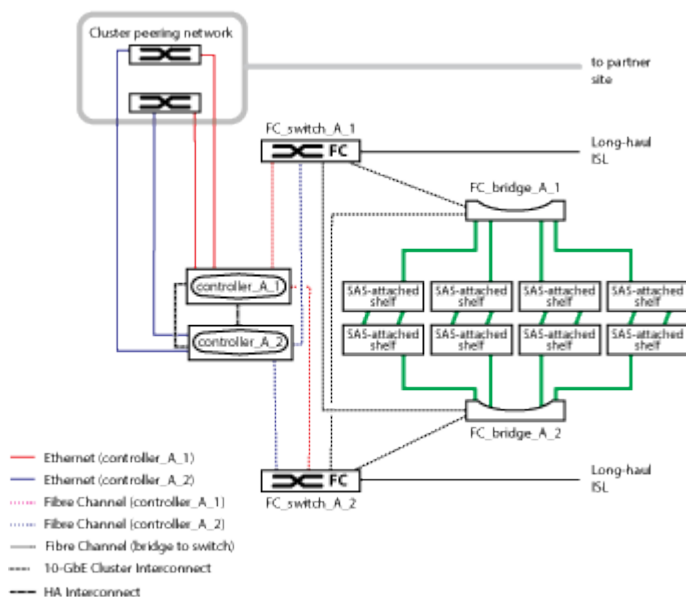 Cluster peering network
to partner
site
FC_switch_A_1
FC
Long-haul
ISL
FC_bridge_A_1
controller_A_1
controller_A_2
SAS-attached
shelf
SAS-attached
shelf
SAS-attached
shelf
SAS-attached
shelf
SAS-attached
shelf
SAS-attached
shelf
SAS-attached
shelf
SAS-attached
shelf
FC_bridge_A_2
FC
FC_switch_A_2
Long-haul
ISL
Ethernet (controller_A_1)
Ethernet (controller_A_2)
Fibre Channel (controller_A_1)
Fibre Channel (controller_A_2)
Fibre Channel (bridge to switch)
10-GbE Cluster Interconnect
HA Interconnect